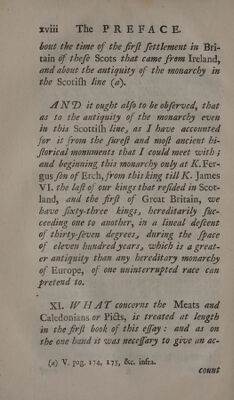 xviii The PREFACE.
bout the time of the firſt ſettlement in Bri-
tain of theſe Scots that came from Ireland,
and about the antiquity of the monarchy in
the Scotiſh line (a).
AND it ought alſo to be obſerved, that
as to the antiquity of the monarchy even
in this Scottiſh line, as I have accounted
for it from the ſureſt and moſt ancient hi-
ſtorical monuments that I could meet with;
and beginning this monarchy only at K. Fer-
gus ſon of Erch, from this king till K. James
VI. the laſt of our kings that reſided in Scot-
land, and the firſt of Great Britain, we
have ſixty-three kings, hereditarily ſuc-
ceeding one to another, in a lineal deſcent
of thirty-ſeven degrees, during the ſpace
of eleven hundred years, which is a great-
er antiquity than any hereditary monarchy
of Europe, of one uninterrupted race can
pretend to.
XI. WHAT concerns the Meats and
Caledonians or Picts, is treated at length
in the firſt book of this eſſay: and as on
the one hand it was neceſſary to give an ac-
(a) V. pag. 174, 175, &c. infra.
count